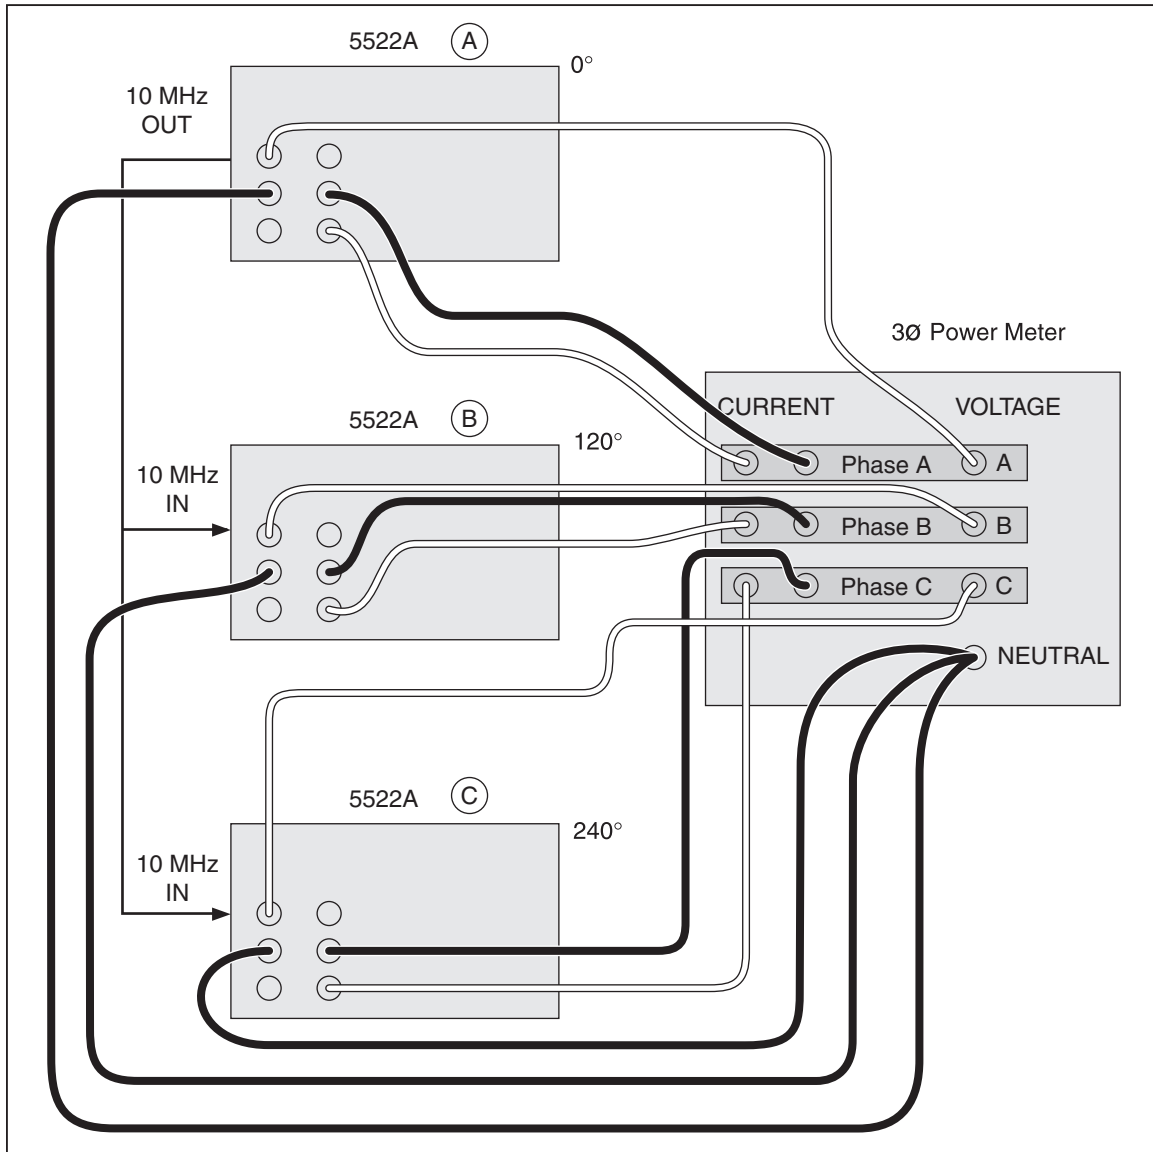 5522A A
0°
10 MHz
OUT
3Ø Power Meter
CURRENT VOLTAGE
5522A B
120°
Phase A A
10 MHz
IN
Phase B B
Phase C C
NEUTRAL
5522A C
240°
10 MHz
IN